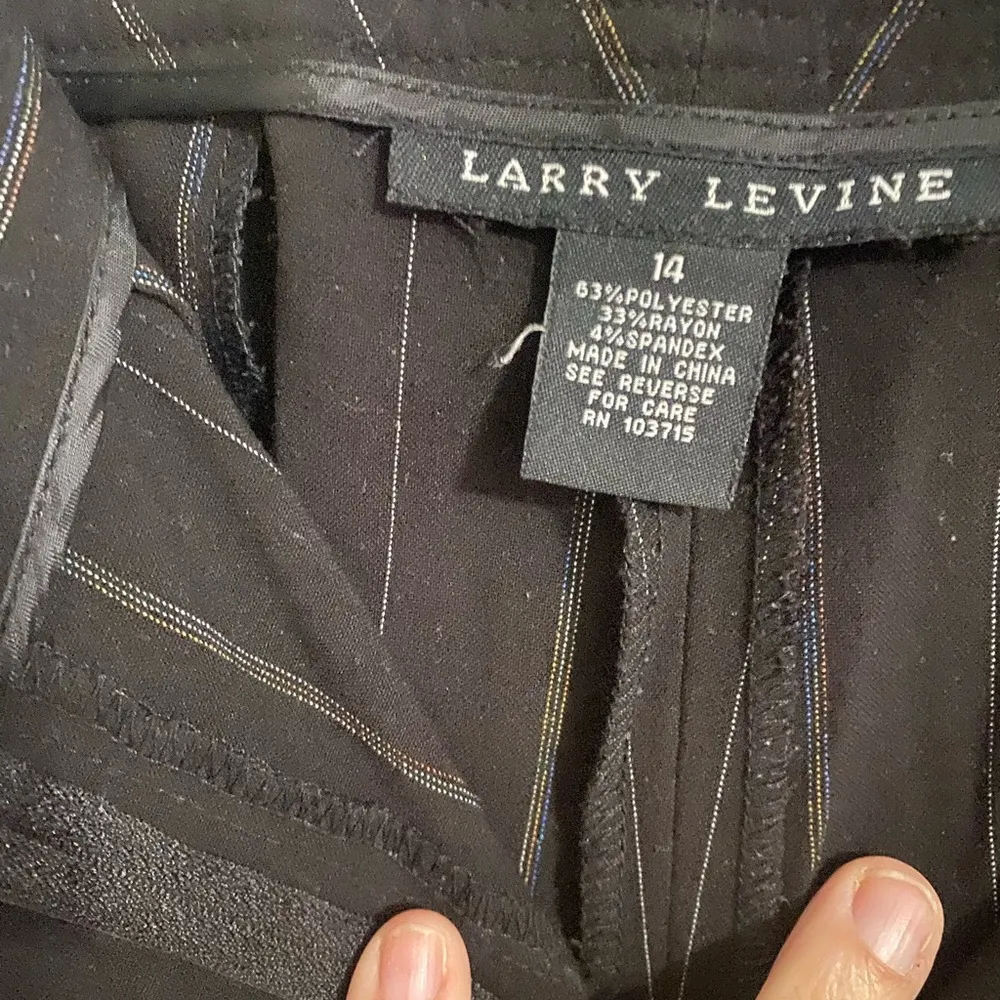 LARRY LEVINE
14
63%POLYESTER
33%RAYON
4%SPANDEX
MADE IN CHINA
SEE REVERSE
FOR CARE
RN 103715